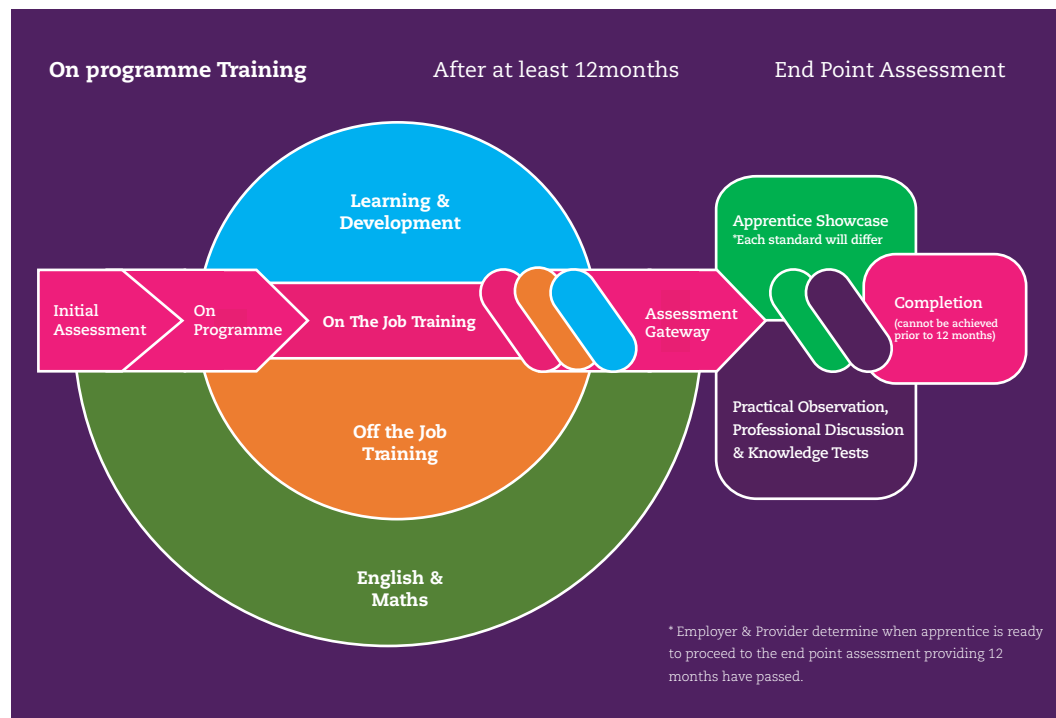 On programme Training
After at least 12months
End Point Assessment
Learning &
Development
Apprentice Showcase
*Each standard will differ
Initial
Assessment
On
Programme
On The Job Training
Assessment
Gateway
Completion
(cannot be achieved
prior to 12 months)
Practical Observation,
Professional Discussion
& Knowledge Tests
Off the Job
Training
English &
Maths
* Employer & Provider determine when apprentice is ready
to proceed to the end point assessment providing 12
months have passed.